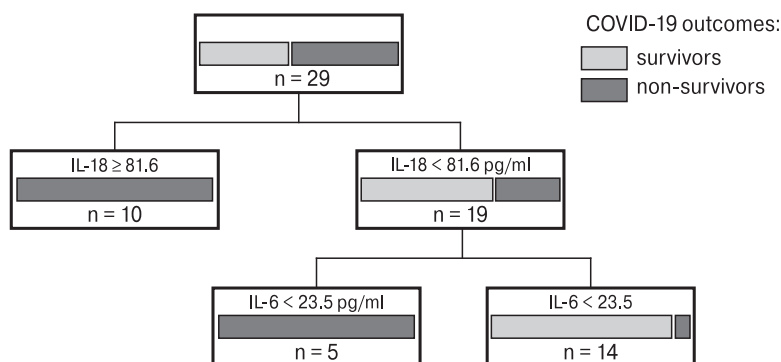 COVID-19 outcomes:
survivors
non-survivors
n = 29
IL-18 ≥ 81.6
n = 10
IL-18 < 81.6 pg/ml
n = 19
IL-6 < 23.5 pg/ml
n = 5
IL-6 < 23.5
n = 14